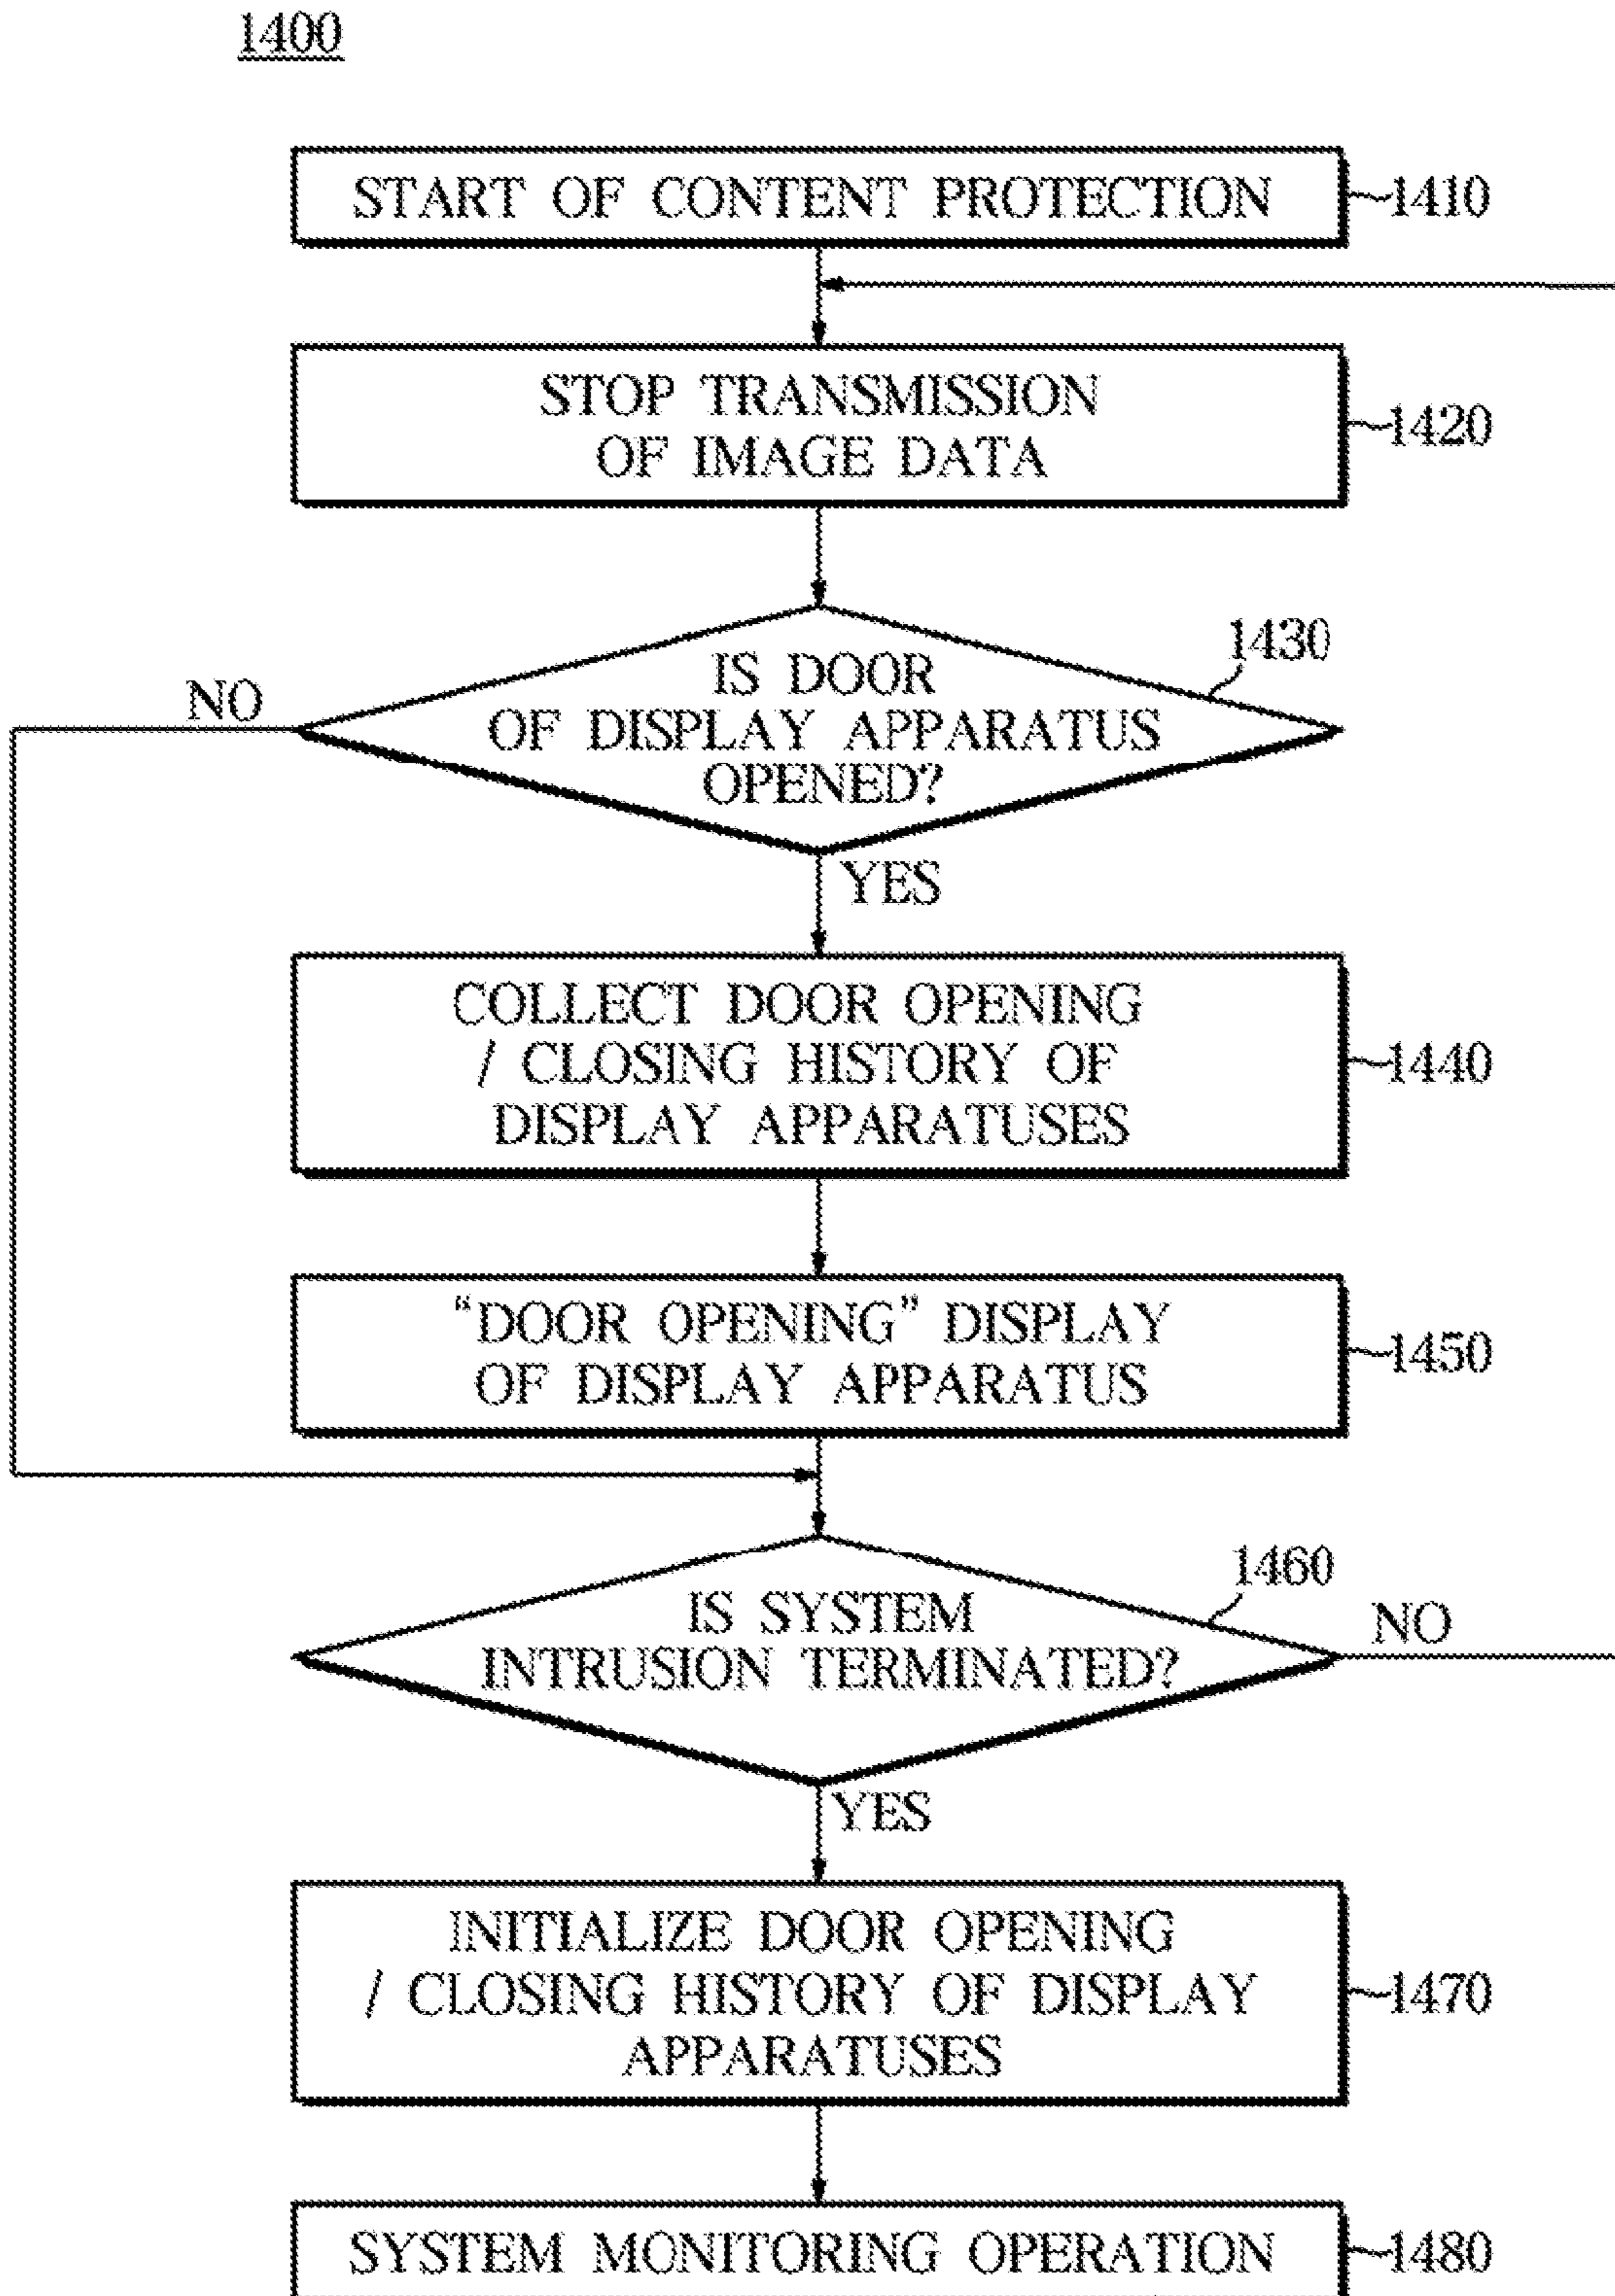 1400
START OF CONTENT PROTECTION
1410
STOP TRANSMISSION
OF IMAGE DATA
1420
1430
IS DOOR
OF DISPLAY APPARATUS
OPENED?
NO
YES
COLLECT DOOR OPENING
/ CLOSING HISTORY OF
DISPLAY APPARATUSES
1440
“DOOR OPENING” DISPLAY
OF DISPLAY APPARATUS
1450
1460
IS SYSTEM
INTRUSION TERMINATED?
NO
YES
INITIALIZE DOOR OPENING
/ CLOSING HISTORY OF DISPLAY
APPARATUSES
1470
SYSTEM MONITORING OPERATION
1480